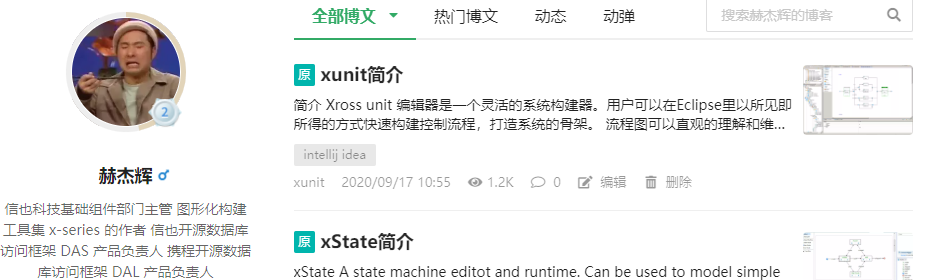 全部博文
热门博文
动态
动弹
搜索赫杰辉的博客
2
赫杰辉
信也科技基础组件部门主管 图形化构建
工具集 x-series 的作者 信也开源数据库
访问框架 DAS 产品负责人 携程开源数据
库访问框架 DAL 产品负责人
原 xunit简介
简介 Xross unit 编辑器是一个灵活的系统构建器。用户可以在Eclipse里以所见即
所得的方式快速构建控制流程，打造系统的骨架。 流程图可以直观的理解和维...
intellij idea
xunit 2020/09/17 10:55 1.2K 0 编辑 删除
原 xState简介
xState A state machine editot and runtime. Can be used to model simple